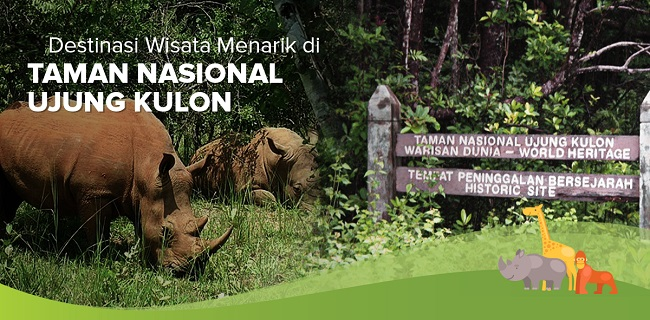 Destinasi Wisata Menarik di
TAMAN NASIONAL
UJUNG KULON
TAMAN NASIONAL UJUNG KULON
WARISAN DUNIA – WORLD HERITAGE
TEMPAT PENINGGALAN BERSEJARAH
HISTORIC SITE